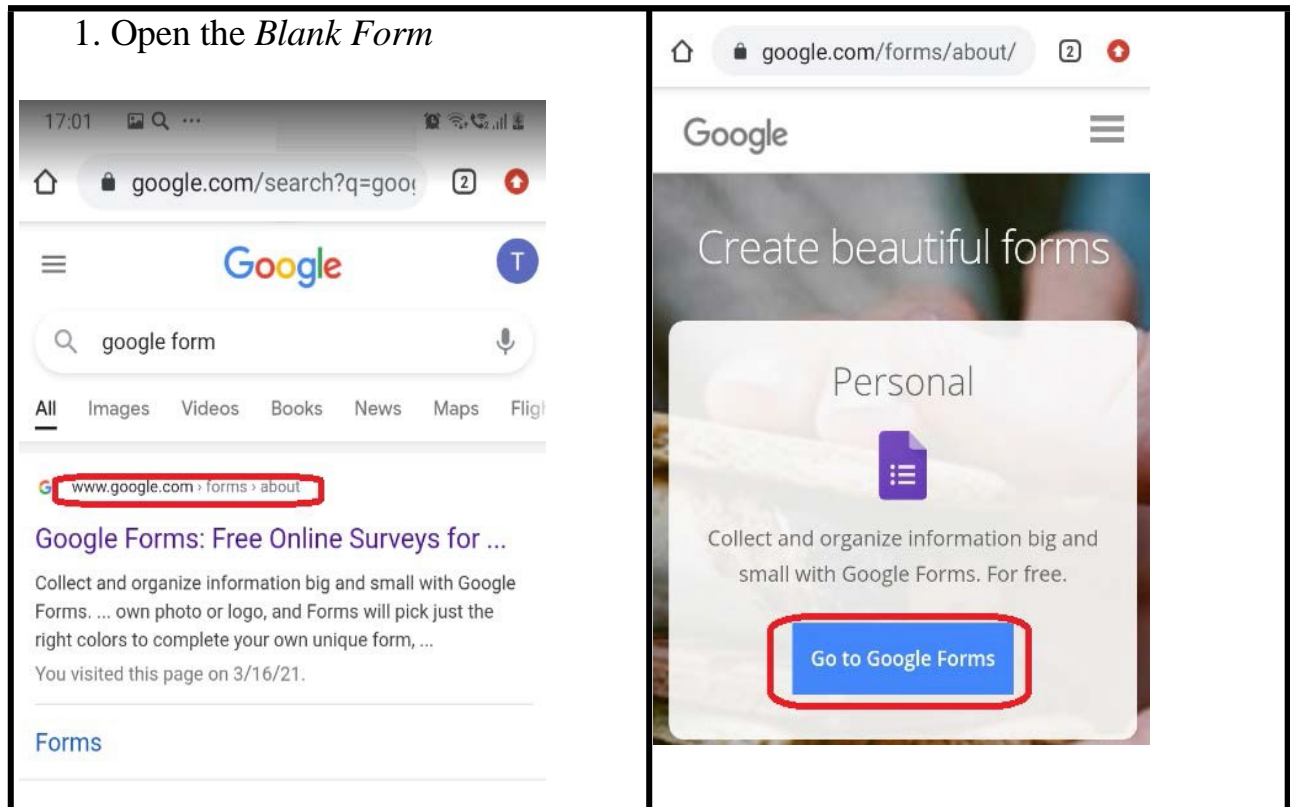 1. Open the Blank Form
17:01 ...
google.com/search?q=goog 2
Google T
google form
All Images Videos Books News Maps Fligh
www.google.com › forms › about
Google Forms: Free Online Surveys for ...
Collect and organize information big and small with Google
Forms. ... own photo or logo, and Forms will pick just the
right colors to complete your own unique form, ...
You visited this page on 3/16/21.
Forms
google.com/forms/about/ 2
Google
Create beautiful forms
Personal
Collect and organize information big and
small with Google Forms. For free.
Go to Google Forms